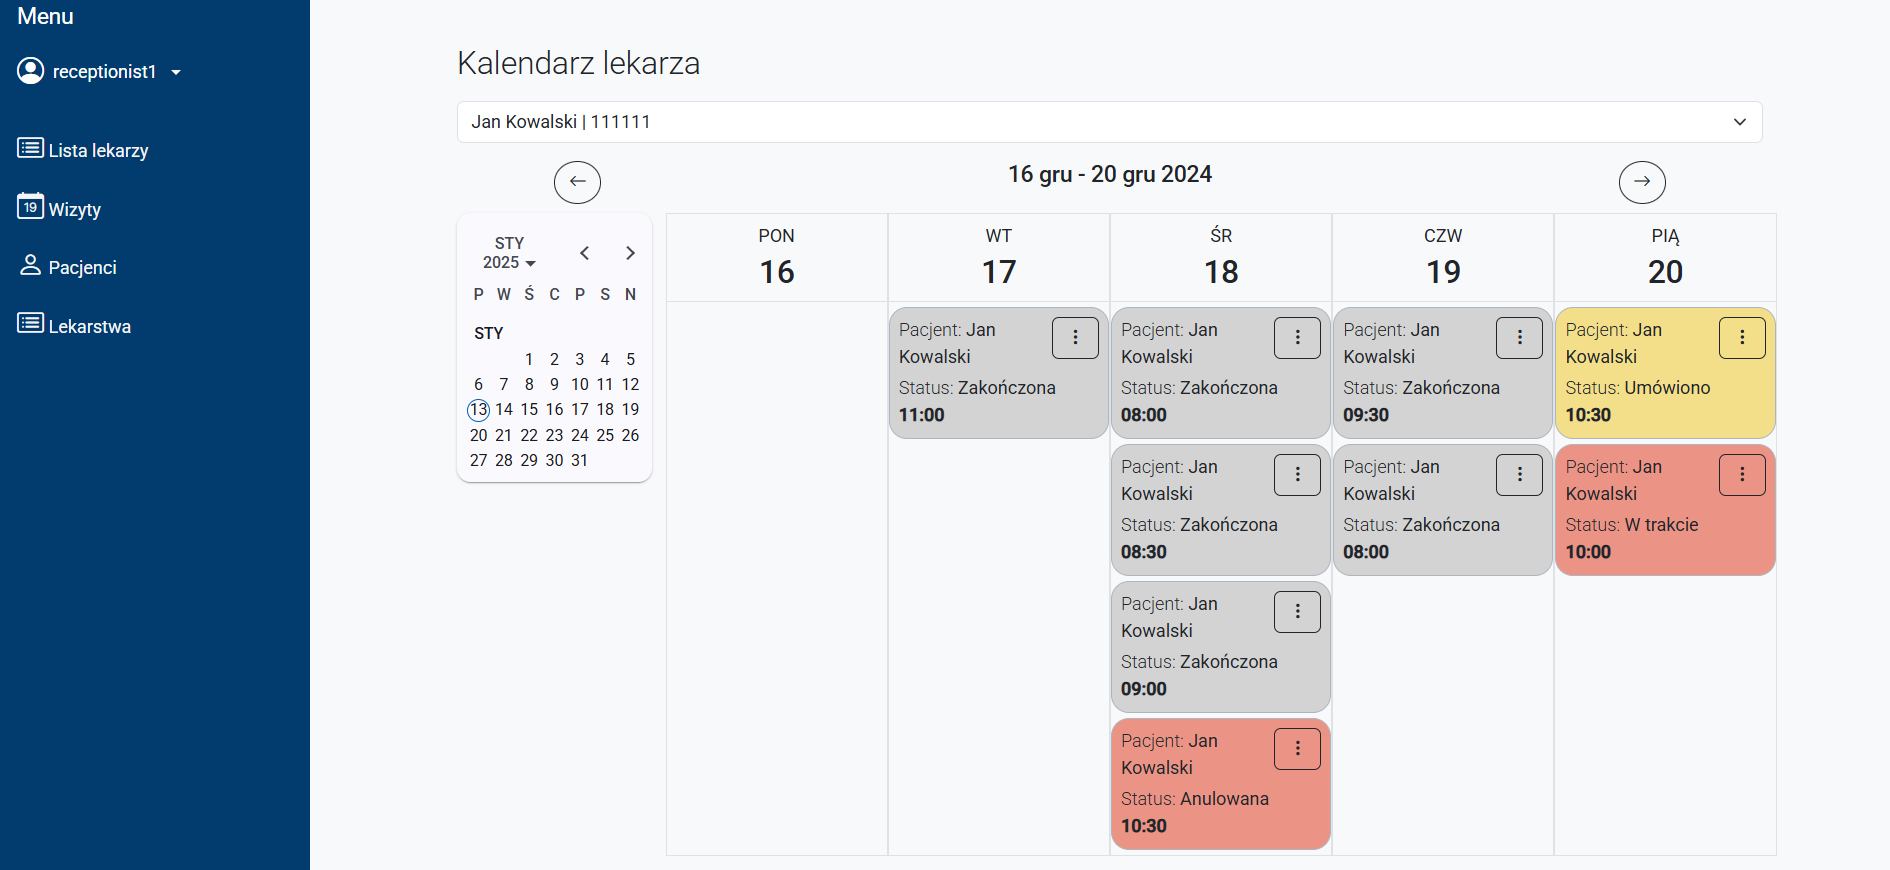 Menu
receptionist1
Lista lekarzy
19
Wizyty
Pacjenci
Lekarstwa
Kalendarz lekarza
Jan Kowalski | 111111
16 gru - 20 gru 2024
STY
2025
P W Ś C P S N
STY
1 2 3 4 5
6 7 8 9 10 11 12
13 14 15 16 17 18 19
20 21 22 23 24 25 26
27 28 29 30 31
PON
16
WT
17
Pacjent: Jan
Kowalski
Status: Zakończona
11:00
ŚR
18
Pacjent: Jan
Kowalski
Status: Zakończona
08:00
Pacjent: Jan
Kowalski
Status: Zakończona
08:30
Pacjent: Jan
Kowalski
Status: Zakończona
09:00
Pacjent: Jan
Kowalski
Status: Anulowana
10:30
CZW
19
Pacjent: Jan
Kowalski
Status: Zakończona
09:30
Pacjent: Jan
Kowalski
Status: Zakończona
08:00
PIĄ
20
Pacjent: Jan
Kowalski
Status: Umówiono
10:30
Pacjent: Jan
Kowalski
Status: W trakcie
10:00